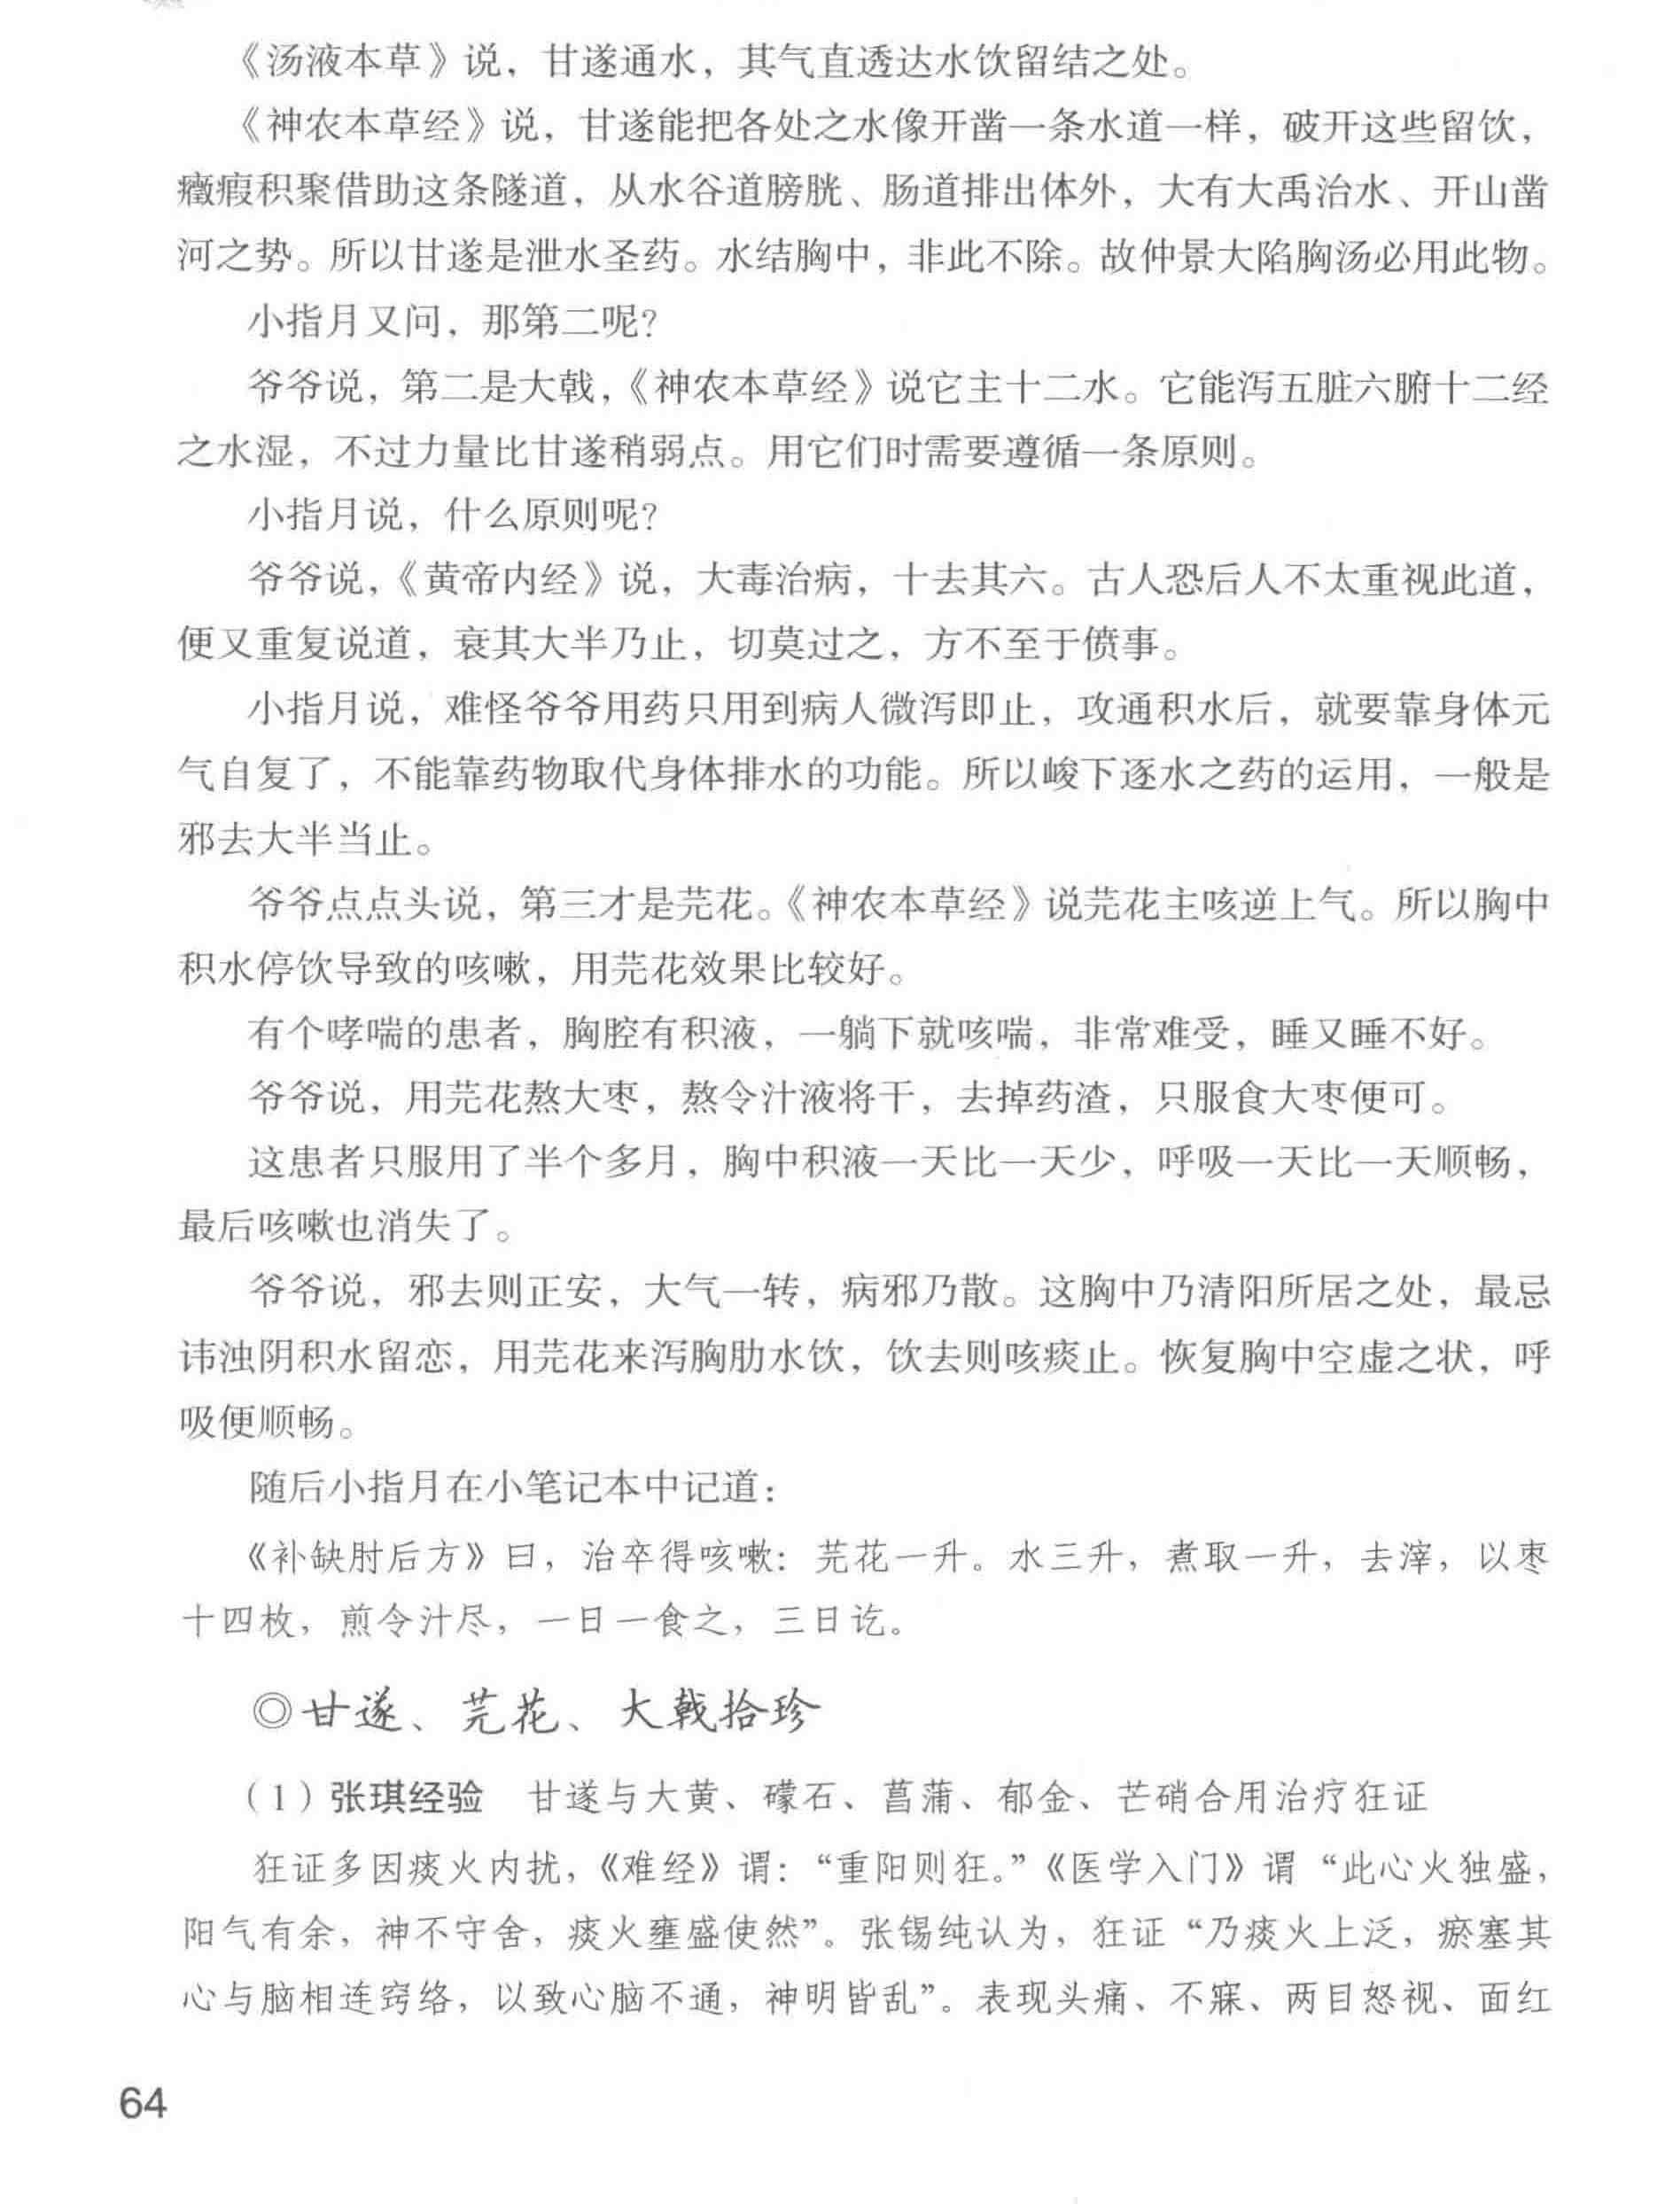 《汤液本草》说，甘遂通水，其气直透达水饮留结之处。
《神农本草经》说，甘遂能把各处之水像开凿一条水道一样，破开这些留饮，
癥瘕积聚借助这条隧道，从水谷道膀胱、肠道排出体外，大有大禹治水、开山凿
河之势。所以甘遂是泄水圣药。水结胸中，非此不除。故仲景大陷胸汤必用此物。
小指月又问，那第二呢？
爷爷说，第二是大戟，《神农本草经》说它主十二水。它能泻五脏六腑十二经
之水湿，不过力量比甘遂稍弱点。用它们时需要遵循一条原则。
小指月说，什么原则呢？
爷爷说，《黄帝内经》说，大毒治病，十去其六。古人恐后人不太重视此道，
便又重复说道，衰其大半乃止，切莫过之，方不至于偾事。
小指月说，难怪爷爷用药只用到病人微泻即止，攻通积水后，就要靠身体元
气自复了，不能靠药物取代身体排水的功能。所以峻下逐水之药的运用，一般是
邪去大半当止。
爷爷点点头说，第三才是芫花。《神农本草经》说芫花主咳逆上气。所以胸中
积水停饮导致的咳嗽，用芫花效果比较好。
有个哮喘的患者，胸腔有积液，一躺下就咳喘，非常难受，睡又睡不好。
爷爷说，用芫花熬大枣，熬令汁液将干，去掉药渣，只服食大枣便可。
这患者只服用了半个多月，胸中积液一天比一天少，呼吸一天比一天顺畅，
最后咳嗽也消失了。
爷爷说，邪去则正安，大气一转，病邪乃散。这胸中乃清阳所居之处，最忌
讳浊阴积水留恋，用芫花来泻胸肋水饮，饮去则咳痰止。恢复胸中空虚之状，呼
吸便顺畅。
随后小指月在小笔记本中记道：
《补缺肘后方》曰，治卒得咳嗽：芫花一升。水三升，煮取一升，去滓，以枣
十四枚，煎令汁尽，一日一食之，三日讫。
◎甘遂、芫花、大戟拾珍
（1）张琪经验 甘遂与大黄、礞石、菖蒲、郁金、芒硝合用治疗狂证
狂证多因痰火内扰，《难经》谓：“重阳则狂。”《医学入门》谓“此心火独盛，
阳气有余，神不守舍，痰火壅盛使然”。张锡纯认为，狂证“乃痰火上泛，瘀塞其
心与脑相连窍络，以致心脑不通，神明皆乱”。表现头痛、不寐、两目怒视、面红
64